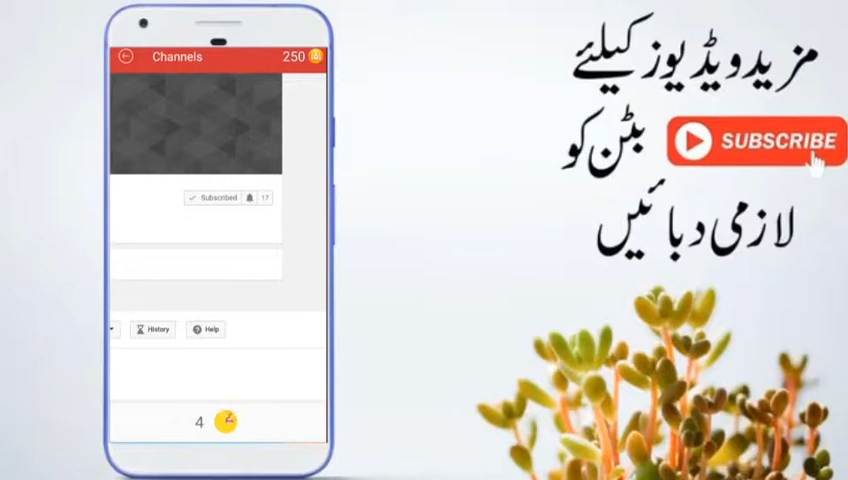 Channels 250
Subscribed 17
History Help
4
مزید ویڈیوز کیلئے
SUBSCRIBE بٹن کو
لازمی دبائیں